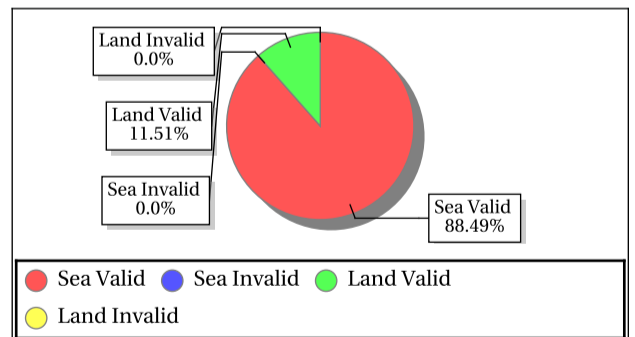 Land Invalid
0.0%
Land Valid
11.51%
Sea Invalid
0.0%
Sea Valid
88.49%
Sea Valid
Sea Invalid
Land Valid
Land Invalid